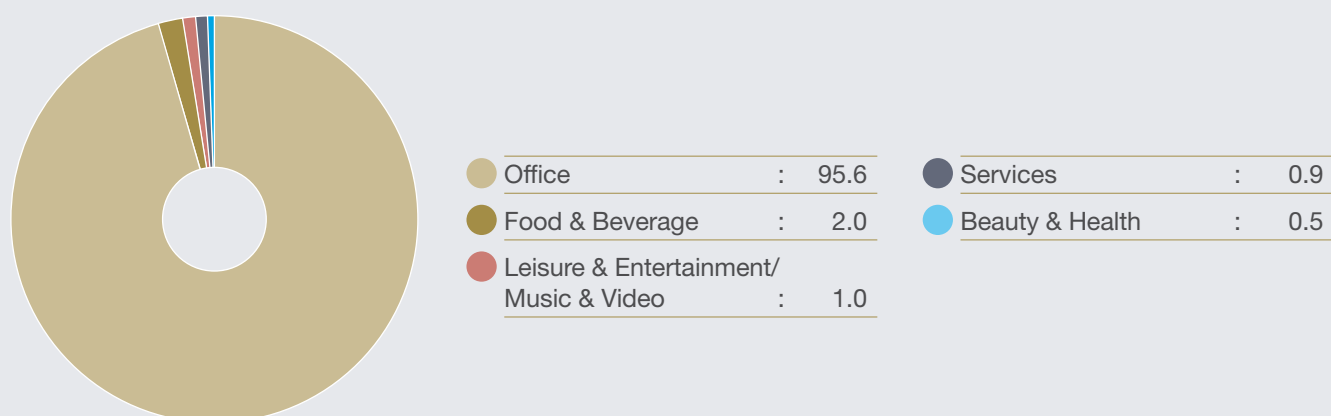 Office : 95.6
Food & Beverage : 2.0
Leisure & Entertainment/
Music & Video : 1.0
Services : 0.9
Beauty & Health : 0.5